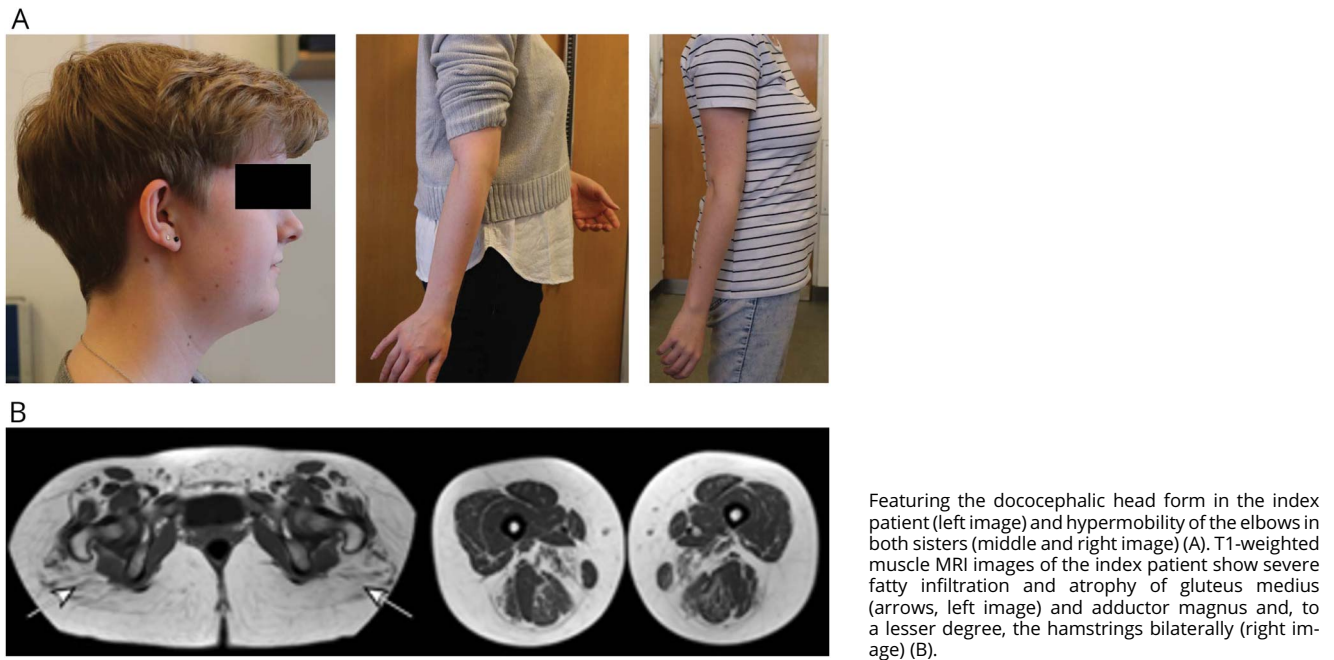 A
B
Featuring the dococephalic head form in the index
patient (left image) and hypermobility of the elbows in
both sisters (middle and right image) (A). T1-weighted
muscle MRI images of the index patient show severe
fatty infiltration and atrophy of gluteus medius
(arrows, left image) and adductor magnus and, to
a lesser degree, the hamstrings bilaterally (right im-
age) (B).